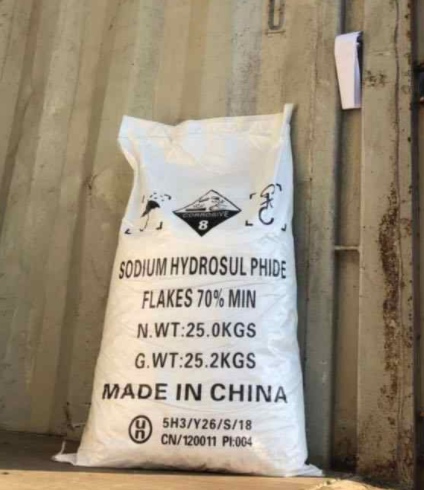 CORROSIVE
8
SODIUM HYDROSUL PHIDE
FLAKES 70% MIN
N.WT:25.0KGS
G.WT:25.2KGS
MADE IN CHINA
un
5H3/Y26/S/18
CN/120011 PI:004